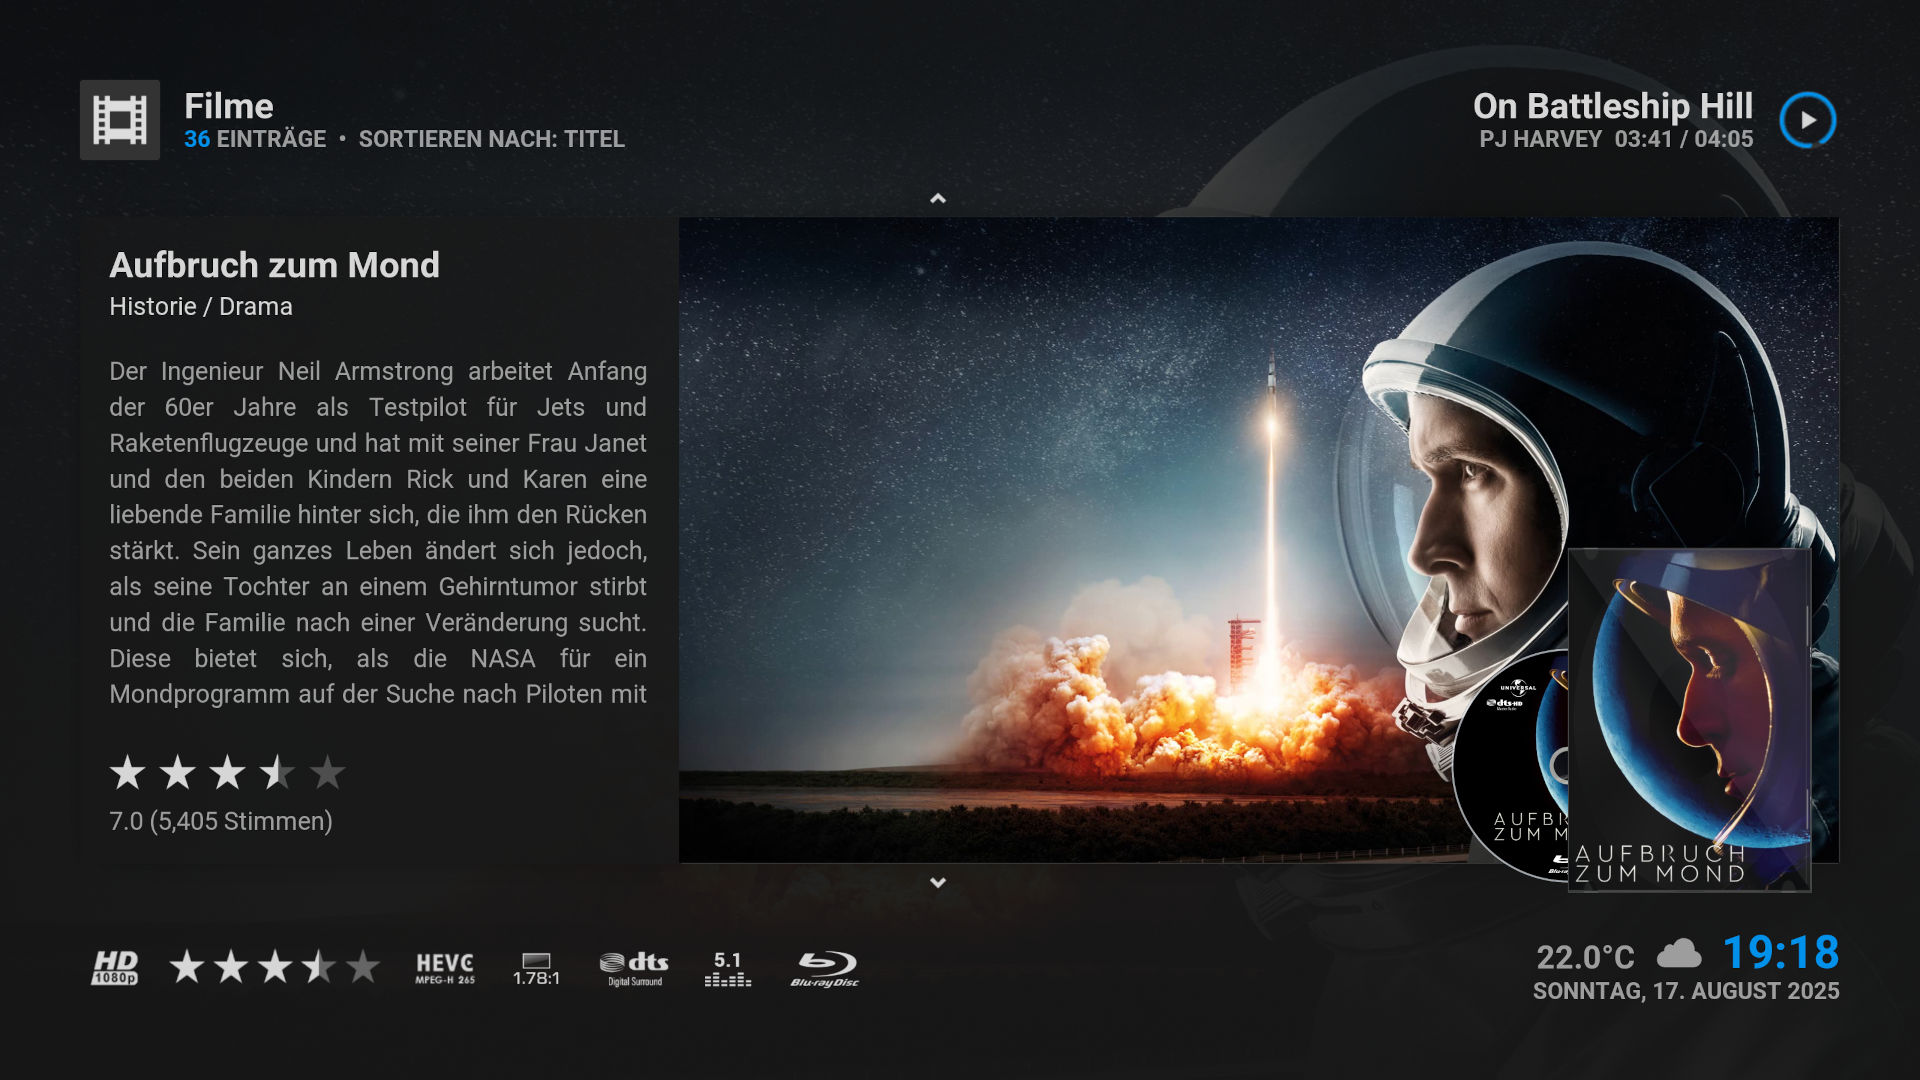 Filme
36 EINTRÄGE • SORTIEREN NACH: TITEL
On Battleship Hill
PJ HARVEY 03:41 / 04:05
Aufbruch zum Mond
Historie / Drama
Der Ingenieur Neil Armstrong arbeitet Anfang
der 60er Jahre als Testpilot für Jets und
Raketenflugzeuge und hat mit seiner Frau Janet
und den beiden Kindern Rick und Karen eine
liebende Familie hinter sich, die ihm den Rücken
stärkt. Sein ganzes Leben ändert sich jedoch,
als seine Tochter an einem Gehirntumor stirbt
und die Familie nach einer Veränderung sucht.
Diese bietet sich, als die NASA für ein
Mondprogramm auf der Suche nach Piloten mit
7.0 (5,405 Stimmen)
UNIVERSAL
dts-HD
AUFBR
ZUM M
AUFBRUCH
ZUM MOND
HD
1080p
HEVC
MPEG-H 265
1.78:1
dts
Digital Surround
5.1
Blu-ray Disc
22.0°C
19:18
SONNTAG, 17. AUGUST 2025